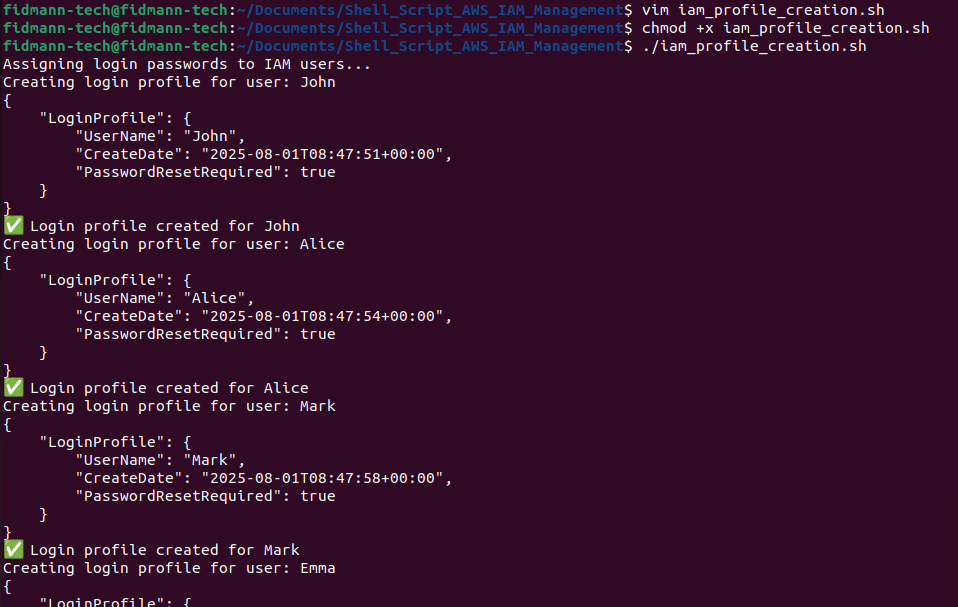 fidmann-tech@fidmann-tech:~/Documents/Shell_Script_AWS_IAM_Management$ vim iam_profile_creation.sh
fidmann-tech@fidmann-tech:~/Documents/Shell_Script_AWS_IAM_Management$ chmod +x iam_profile_creation.sh
fidmann-tech@fidmann-tech:~/Documents/Shell_Script_AWS_IAM_Management$ ./iam_profile_creation.sh
Assigning login passwords to IAM users...
Creating login profile for user: John
{
    "LoginProfile": {
        "UserName": "John",
        "CreateDate": "2025-08-01T08:47:51+00:00",
        "PasswordResetRequired": true
    }
}
✅ Login profile created for John
Creating login profile for user: Alice
{
    "LoginProfile": {
        "UserName": "Alice",
        "CreateDate": "2025-08-01T08:47:54+00:00",
        "PasswordResetRequired": true
    }
}
✅ Login profile created for Alice
Creating login profile for user: Mark
{
    "LoginProfile": {
        "UserName": "Mark",
        "CreateDate": "2025-08-01T08:47:58+00:00",
        "PasswordResetRequired": true
    }
}
✅ Login profile created for Mark
Creating login profile for user: Emma
{
    "LoginProfile": {